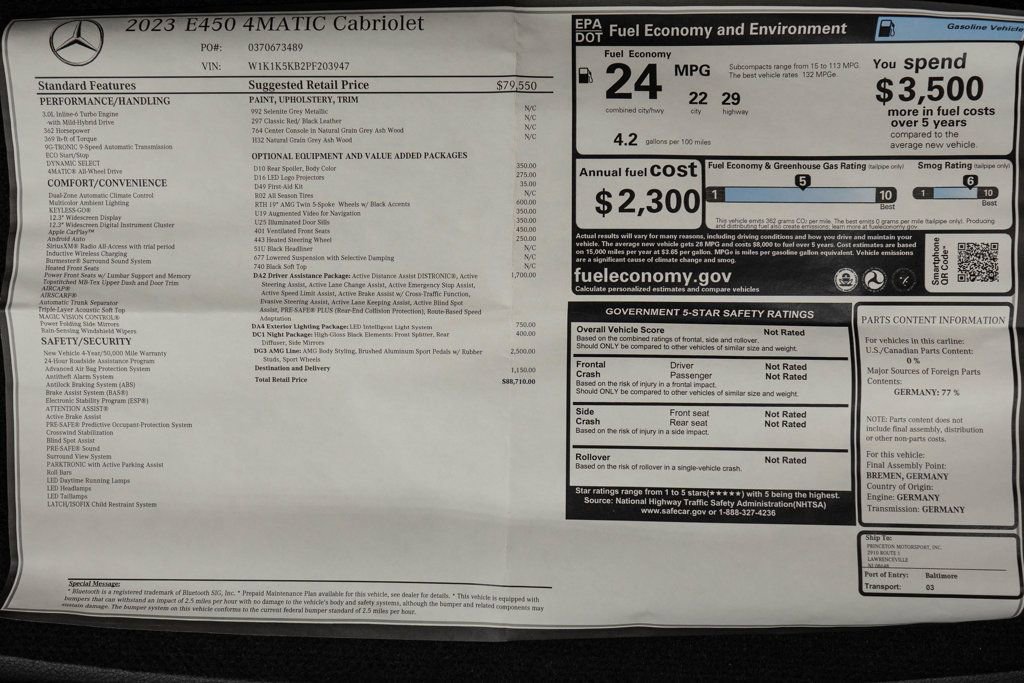 2023 E450 4MATIC Cabriolet
PO#: 0370673489
VIN: W1K1K5KB2PF203947
Standard Features
Suggested Retail Price $79,550
PERFORMANCE/HANDLING
3.0L Inline-6 Turbo Engine
-with Mild-Hybrid Drive
362 Horsepower
369 lb-ft of Torque
9G-TRONIC 9-Speed Automatic Transmission
ECO Start/Stop
DYNAMIC SELECT
4MATIC® All-Wheel Drive
COMFORT/CONVENIENCE
Dual-Zone Automatic Climate Control
Multicolor Ambient Lighting
KEYLESS-GO®
12.3" Widescreen Display
12.3" Widescreen Digital Instrument Cluster
Apple CarPlay™
Android Auto
SiriusXM® Radio All-Access with trial period
Inductive Wireless Charging
Burmester® Surround Sound System
Heated Front Seats
Power Front Seats w/ Lumbar Support and Memory
Topstitched MB-Tex Upper Dash and Door Trim
AIRCAP®
AIRSCARF®
Automatic Trunk Separator
Triple-Layer Acoustic Soft Top
MAGIC VISION CONTROL®
Power Folding Side Mirrors
Rain-Sensing Windshield Wipers
SAFETY/SECURITY
New Vehicle 4-Year/50,000 Mile Warranty
24-Hour Roadside Assistance Program
Advanced Air Bag Protection System
Antitheft Alarm System
Antilock Braking System (ABS)
Brake Assist System (BAS®)
Electronic Stability Program (ESP®)
ATTENTION ASSIST®
Active Brake Assist
PRE-SAFE® Predictive Occupant-Protection System
Crosswind Stabilization
Blind Spot Assist
PRE-SAFE® Sound
Surround View System
PARKTRONIC with Active Parking Assist
Roll Bars
LED Daytime Running Lamps
LED Headlamps
LED Taillamps
LATCH/ISOFIX Child Restraint System
PAINT, UPHOLSTERY, TRIM
992 Selenite Grey Metallic N/C
297 Classic Red/ Black Leather N/C
764 Center Console in Natural Grain Grey Ash Wood N/C
H32 Natural Grain Grey Ash Wood N/C
OPTIONAL EQUIPMENT AND VALUE ADDED PACKAGES
D10 Rear Spoiler, Body Color 350.00
D16 LED Logo Projectors 275.00
D49 First-Aid Kit 35.00
R02 All Season Tires N/C
RTH 19" AMG Twin 5-Spoke Wheels w/ Black Accents 600.00
U19 Augmented Video for Navigation 350.00
U25 Illuminated Door Sills 350.00
401 Ventilated Front Seats 450.00
443 Heated Steering Wheel 250.00
51U Black Headliner N/C
677 Lowered Suspension with Selective Damping N/C
740 Black Soft Top N/C
DA2 Driver Assistance Package: Active Distance Assist DISTRONIC®, Active 1,700.00
Steering Assist, Active Lane Change Assist, Active Emergency Stop Assist,
Active Speed Limit Assist, Active Brake Assist w/ Cross-Traffic Function,
Evasive Steering Assist, Active Lane Keeping Assist, Active Blind Spot
Assist, PRE-SAFE® PLUS (Rear-End Collision Protection), Route-Based Speed
Adaptation
DA4 Exterior Lighting Package: LED Intelligent Light System 750.00
DC1 Night Package: High-Gloss Black Elements: Front Splitter, Rear 400.00
Diffuser, Side Mirrors
DG3 AMG Line: AMG Body Styling, Brushed Aluminum Sport Pedals w/ Rubber 2,500.00
Studs, Sport Wheels
Destination and Delivery 1,150.00
Total Retail Price $88,710.00
Special Message:
* Bluetooth is a registered trademark of Bluetooth SIG, Inc. * Prepaid Maintenance Plan available for this vehicle, see dealer for details. * This vehicle is equipped with
bumpers that can withstand an impact of 2.5 miles per hour with no damage to the vehicle's body and safety systems, although the bumper and related components may
sustain damage. The bumper system on this vehicle conforms to the current federal bumper standard of 2.5 miles per hour.
EPA
DOT Fuel Economy and Environment
Gasoline Vehicle
Fuel Economy
24 MPG
combined city/hwy
22 city
29 highway
4.2 gallons per 100 miles
Subcompacts range from 15 to 113 MPG.
The best vehicle rates 132 MPGe.
You spend
$3,500
more in fuel costs
over 5 years
compared to the
average new vehicle.
Annual fuel cost
$2,300
Fuel Economy & Greenhouse Gas Rating (tailpipe only)
1 5 10
Best
Smog Rating (tailpipe only)
1 6 10
Best
This vehicle emits 362 grams CO2 per mile. The best emits 0 grams per mile (tailpipe only). Producing
and distributing fuel also create emissions; learn more at fueleconomy.gov
Actual results will vary for many reasons, including driving conditions and how you drive and maintain your
vehicle. The average new vehicle gets 28 MPG and costs $8,000 to fuel over 5 years. Cost estimates are based
on 15,000 miles per year at $3.65 per gallon. MPGe is miles per gasoline gallon equivalent. Vehicle emissions
are a significant cause of climate change and smog.
fueleconomy.gov
Calculate personalized estimates and compare vehicles
Smartphone
QR Code™
GOVERNMENT 5-STAR SAFETY RATINGS
Overall Vehicle Score Not Rated
Based on the combined ratings of frontal, side and rollover.
Should ONLY be compared to other vehicles of similar size and weight.
Frontal Driver Not Rated
Crash Passenger Not Rated
Based on the risk of injury in a frontal impact.
Should ONLY be compared to other vehicles of similar size and weight.
Side Front seat Not Rated
Crash Rear seat Not Rated
Based on the risk of injury in a side impact.
Rollover Not Rated
Based on the risk of rollover in a single-vehicle crash.
Star ratings range from 1 to 5 stars(★★★★★) with 5 being the highest.
Source: National Highway Traffic Safety Administration(NHTSA)
www.safecar.gov or 1-888-327-4236
PARTS CONTENT INFORMATION
For vehicles in this carline:
U.S./Canadian Parts Content:
0 %
Major Sources of Foreign Parts
Contents:
GERMANY: 77 %
NOTE: Parts content does not
include final assembly, distribution
or other non-parts costs.
For this vehicle:
Final Assembly Point:
BREMEN, GERMANY
Country of Origin:
Engine: GERMANY
Transmission: GERMANY
Ship To:
PRINCETON MOTORSPORT, INC.
2910 ROUTE 1
LAWRENCEVILLE
NJ 08648
Port of Entry: Baltimore
Transport: 03